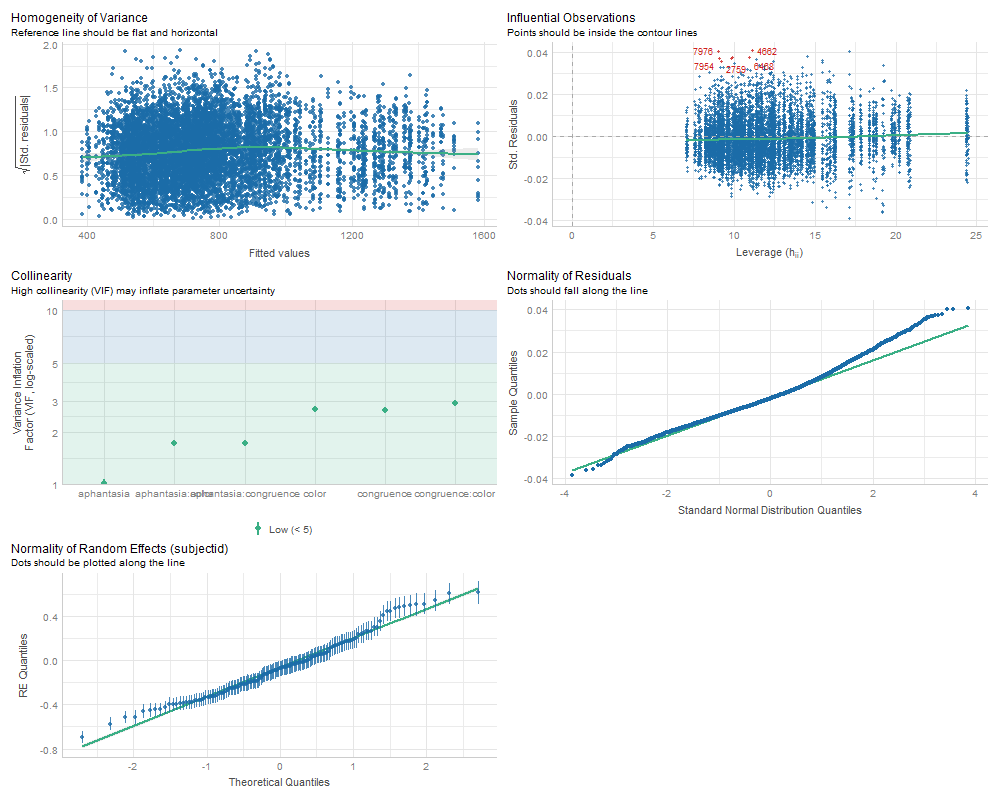 Homogeneity of Variance
Reference line should be flat and horizontal
2.0
1.5
1.0
0.5
0.0
√|Std. residuals|
400
800
1200
1600
Fitted values
Influential Observations
Points should be inside the contour lines
0.04
0.02
0.00
-0.02
-0.04
Std. Residuals
7976
4662
7954
2759
0
5
10
15
20
25
Leverage (hii)
Collinearity
High collinearity (VIF) may inflate parameter uncertainty
10
5
3
2
1
Variance Inflation
Factor (VIF, log-scaled)
aphantasia
aphantasia:color
aphantasia:congruence
color
congruence
congruence:color
Low (< 5)
Normality of Residuals
Dots should fall along the line
0.04
0.02
0.00
-0.02
-0.04
Sample Quantiles
-4
-2
0
2
4
Standard Normal Distribution Quantiles
Normality of Random Effects (subjectid)
Dots should be plotted along the line
0.4
0.0
-0.4
-0.8
RE Quantiles
-2
-1
0
1
2
Theoretical Quantiles